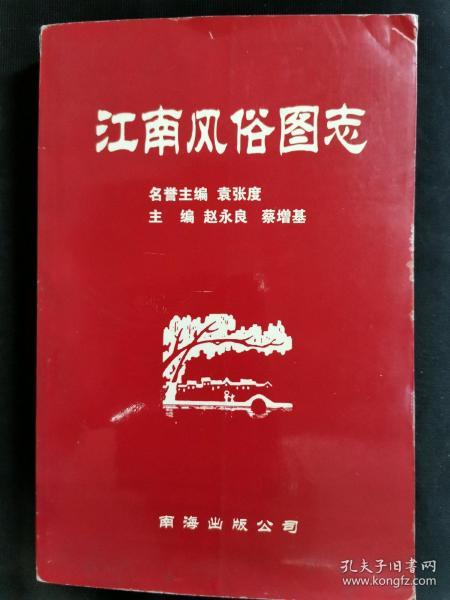 江南风俗图志
名誉主编 袁张度
主 编 赵永良 蔡增基
南海出版公司
孔夫子旧书网
www.kongfz.com